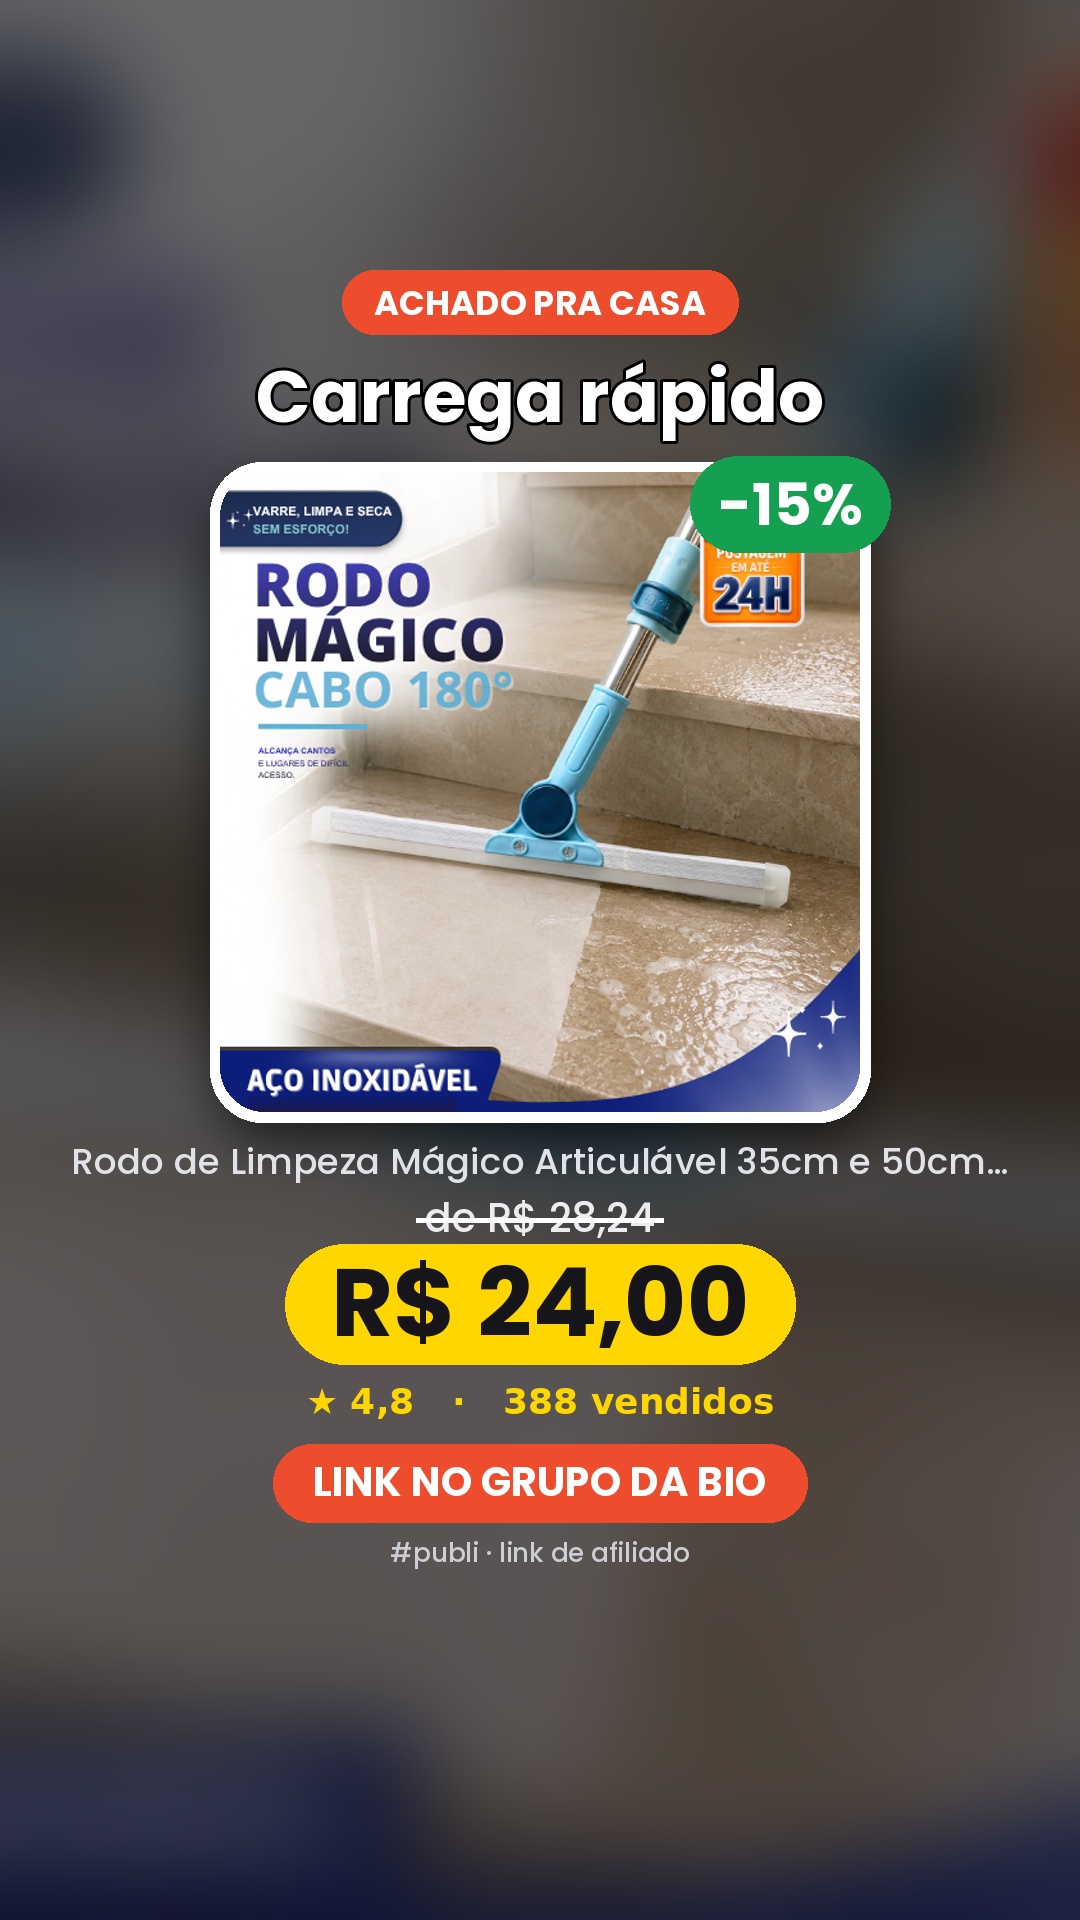 ACHADO PRA CASA
Carrega rápido
-15%
VARRE, LIMPA E SECA
SEM ESFORÇO!
POSTAGEM
EM ATÉ
24H
RODO
MÁGICO
CABO 180°
ALCANÇA CANTOS
E LUGARES DE DIFÍCIL
ACESSO.
AÇO INOXIDÁVEL
Rodo de Limpeza Mágico Articulável 35cm e 50cm...
de R$ 28,24
R$ 24,00
★ 4,8 · 388 vendidos
LINK NO GRUPO DA BIO
#publi · link de afiliado